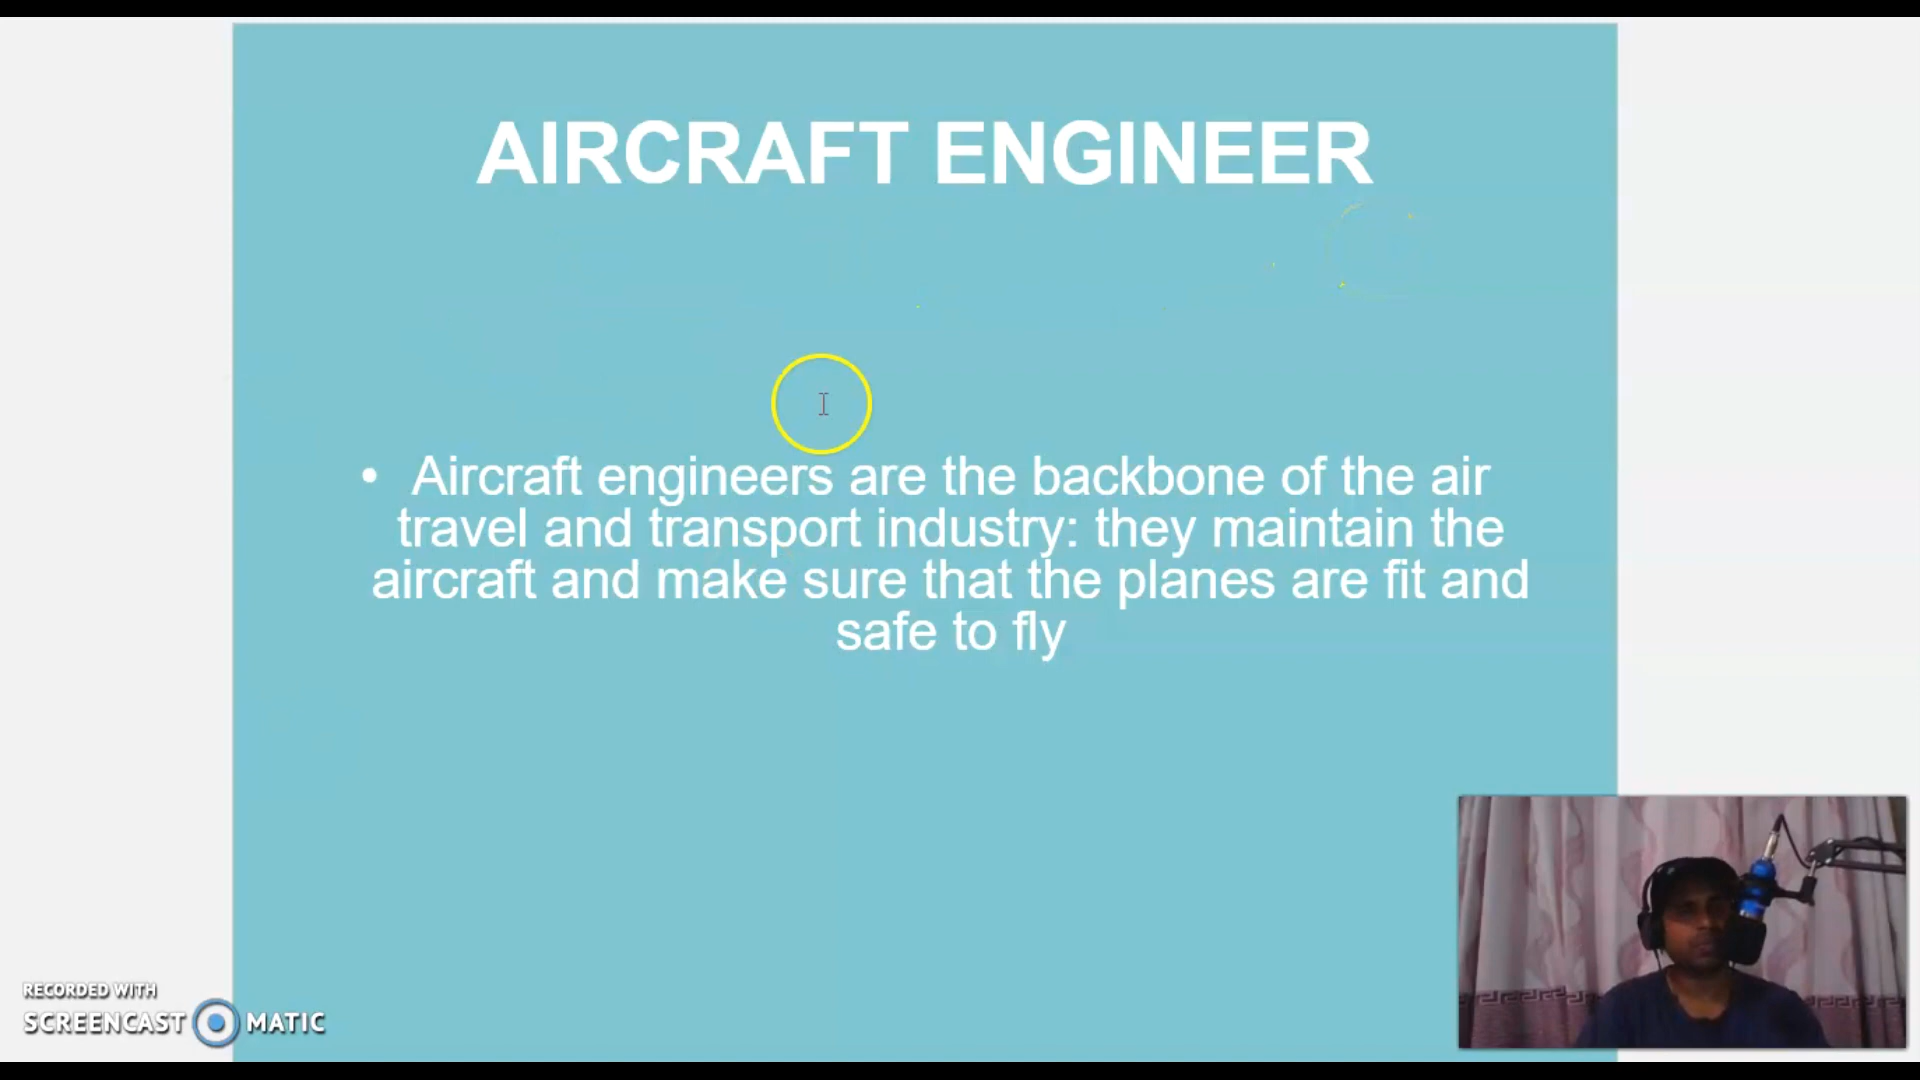 AIRCRAFT ENGINEER
• Aircraft engineers are the backbone of the air
travel and transport industry: they maintain the
aircraft and make sure that the planes are fit and
safe to fly
RECORDED WITH
SCREENCAST MATIC